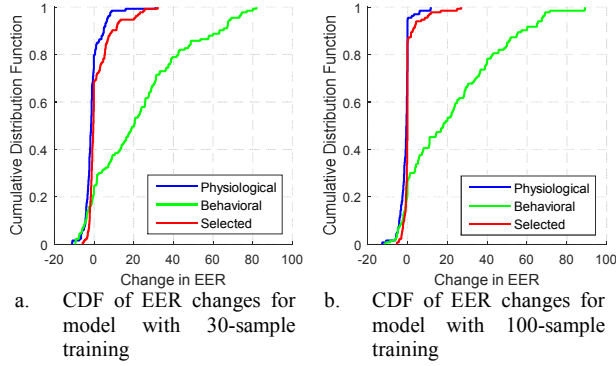 Cumulative Distribution Function
1
0.8
0.6
0.4
0.2
0
-20 0 20 40 60 80 100
Change in EER
Physiological
Behavioral
Selected
a. CDF of EER changes for
model with 30-sample
training
Cumulative Distribution Function
1
0.8
0.6
0.4
0.2
0
-20 0 20 40 60 80 100
Change in EER
Physiological
Behavioral
Selected
b. CDF of EER changes for
model with 100-sample
training